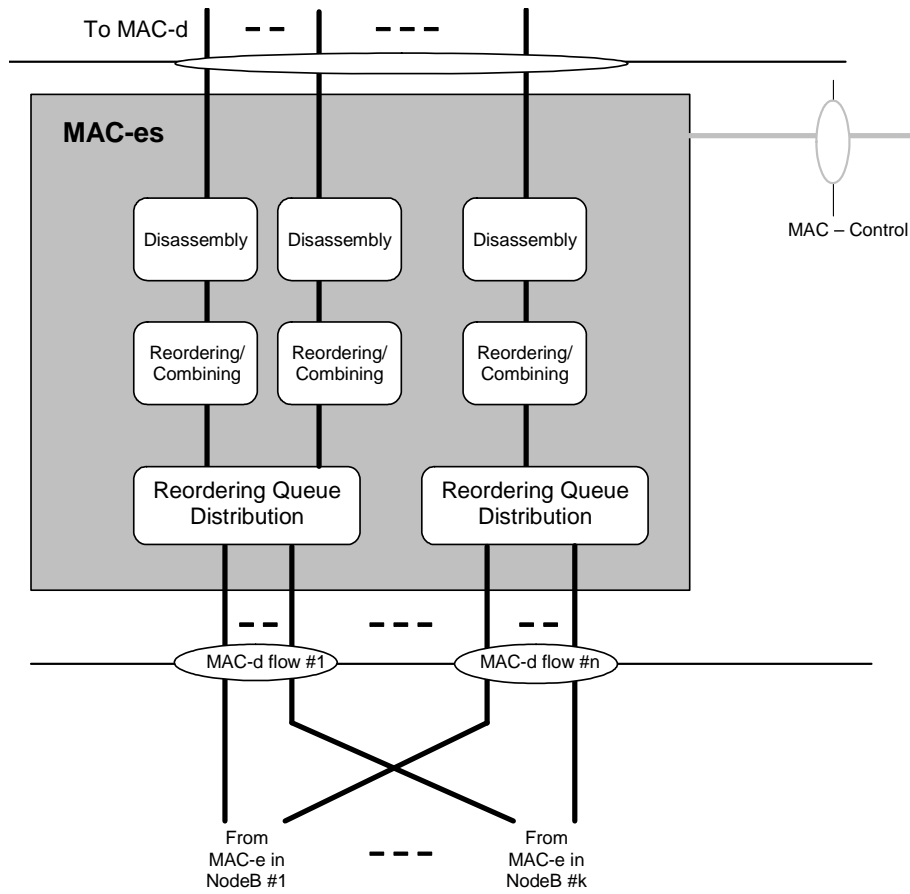 To MAC-d
MAC-es
MAC – Control
Disassembly
Disassembly
Disassembly
Reordering/
Combining
Reordering/
Combining
Reordering/
Combining
Reordering Queue
Distribution
Reordering Queue
Distribution
MAC-d flow #1
MAC-d flow #n
From
MAC-e in
NodeB #1
From
MAC-e in
NodeB #k